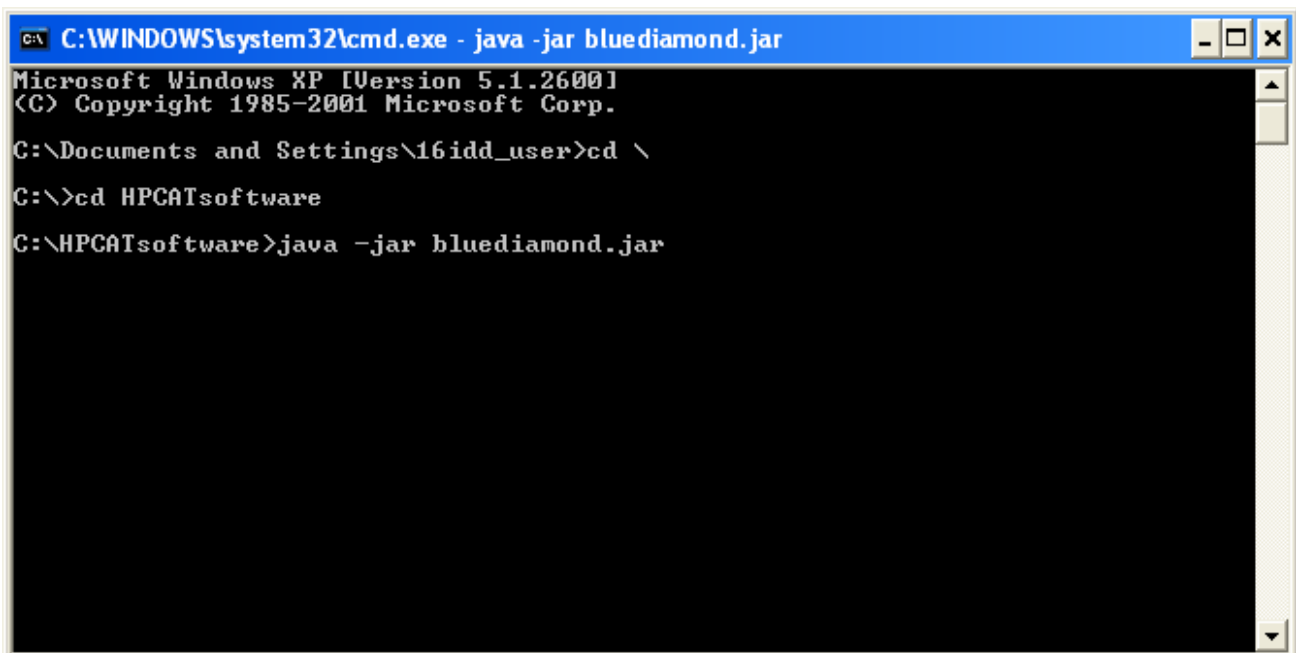 C:\WINDOWS\system32\cmd.exe - java -jar bluediamond.jar
Microsoft Windows XP [Version 5.1.2600]
(C) Copyright 1985-2001 Microsoft Corp.
C:\Documents and Settings\16idd_user>cd \
C:\>cd HPCATsoftware
C:\HPCATsoftware>java -jar bluediamond.jar